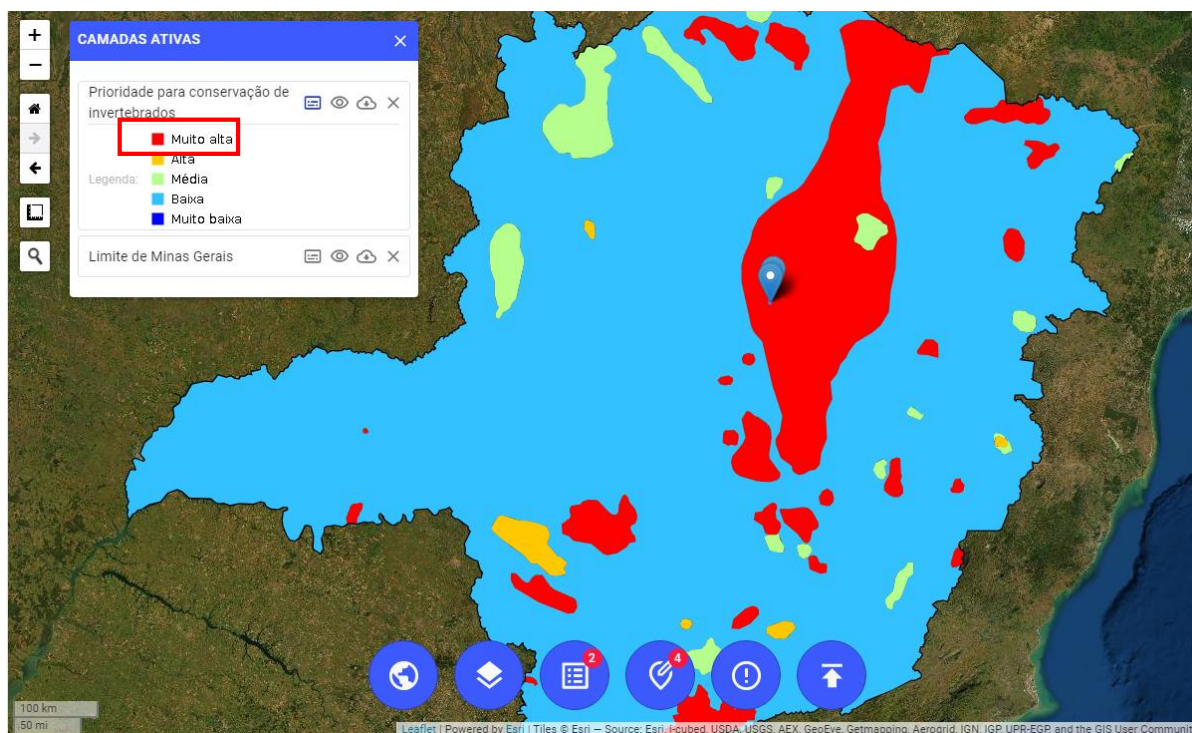 +
CAMADAS ATIVAS
−
Prioridade para conservação de
invertebrados
Muito alta
Alta
Legenda:
Média
Baixa
Muito baixa
Limite de Minas Gerais
2
4
100 km
50 mi
Leaflet | Powered by Esri | Tiles © Esri — Source: Esri, i-cubed, USDA, USGS, AEX, GeoEye, Getmapping, Aerogrid, IGN, IGP, UPR-EGP, and the GIS User Communit